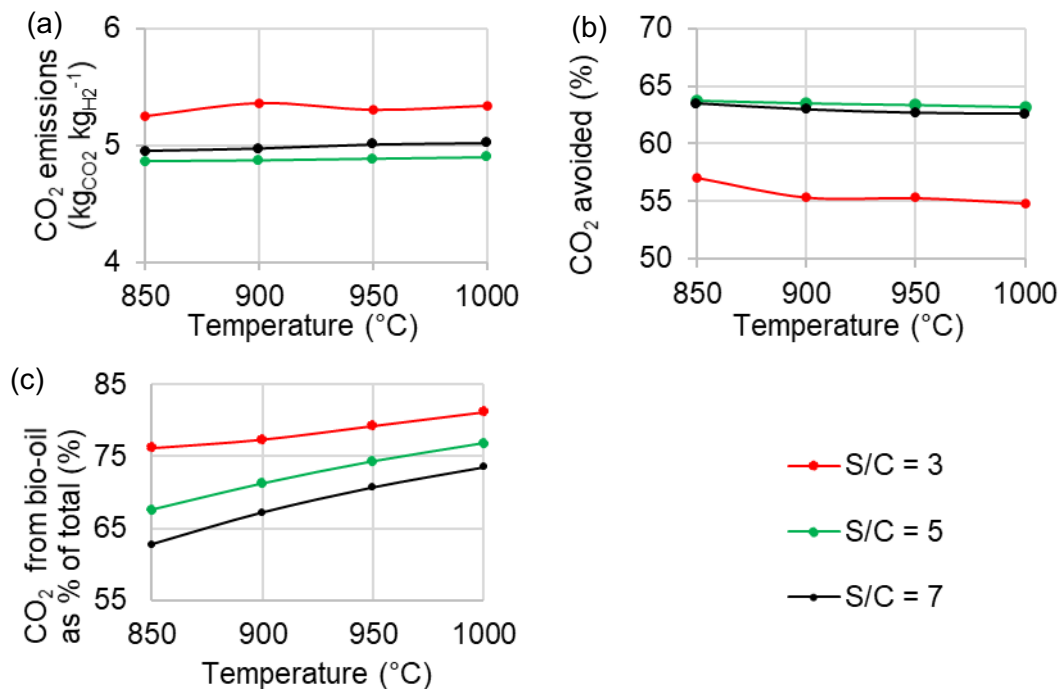 (a)
CO₂ emissions
(kg_CO2 kg_H2⁻¹)
6
5
4
850 900 950 1000
Temperature (°C)
(b)
CO₂ avoided (%)
70
65
60
55
50
850 900 950 1000
Temperature (°C)
(c)
CO₂ from bio-oil
as % of total (%)
85
75
65
55
850 900 950 1000
Temperature (°C)
S/C = 3
S/C = 5
S/C = 7